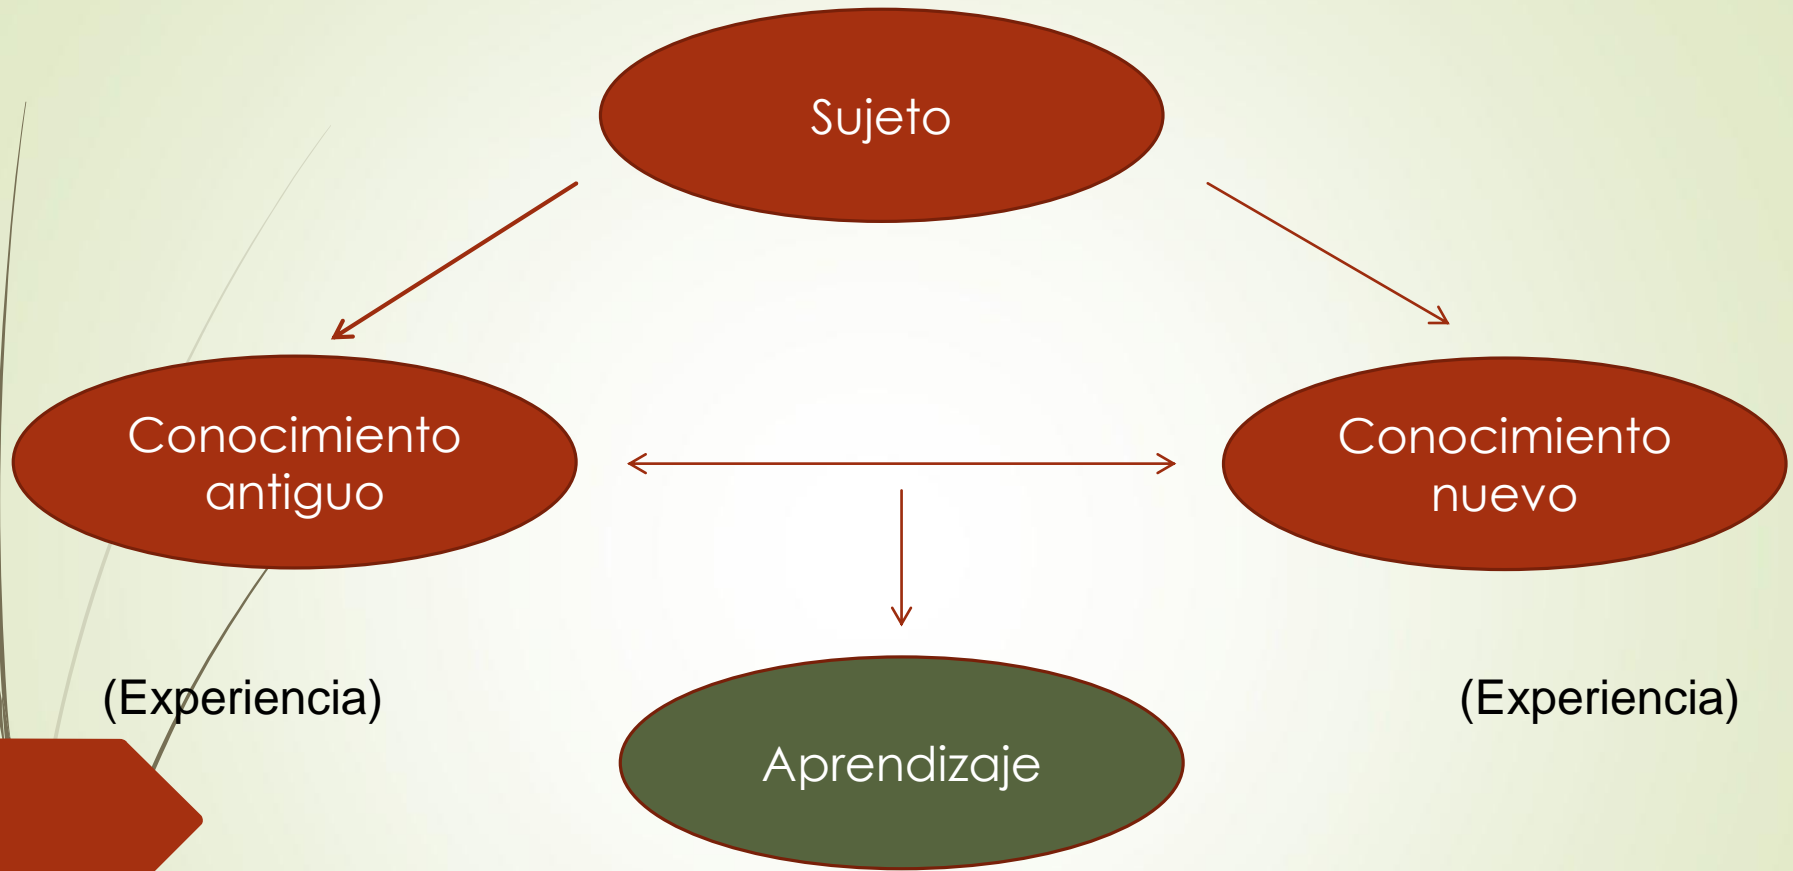 Sujeto
Conocimiento
antiguo
Conocimiento
nuevo
(Experiencia)
(Experiencia)
Aprendizaje